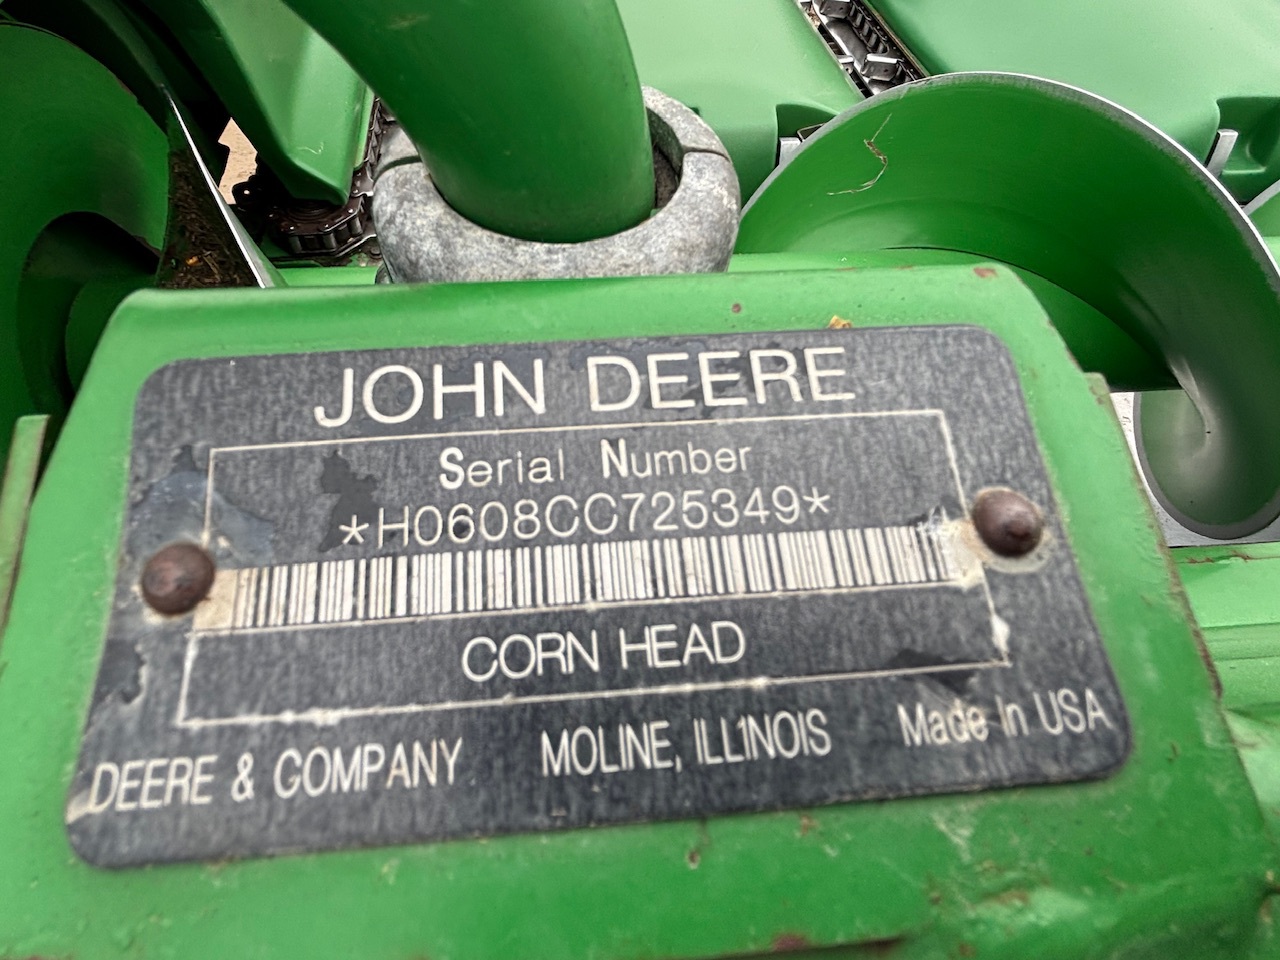 JOHN DEERE
Serial Number
*H0608CC725349*
CORN HEAD
DEERE & COMPANY MOLINE, ILLINOIS Made In USA